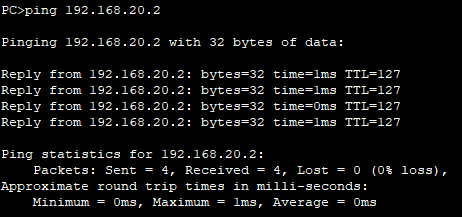 PC>ping 192.168.20.2
Pinging 192.168.20.2 with 32 bytes of data:
Reply from 192.168.20.2: bytes=32 time=1ms TTL=127
Reply from 192.168.20.2: bytes=32 time=1ms TTL=127
Reply from 192.168.20.2: bytes=32 time=0ms TTL=127
Reply from 192.168.20.2: bytes=32 time=1ms TTL=127
Ping statistics for 192.168.20.2:
    Packets: Sent = 4, Received = 4, Lost = 0 (0% loss),
Approximate round trip times in milli-seconds:
    Minimum = 0ms, Maximum = 1ms, Average = 0ms